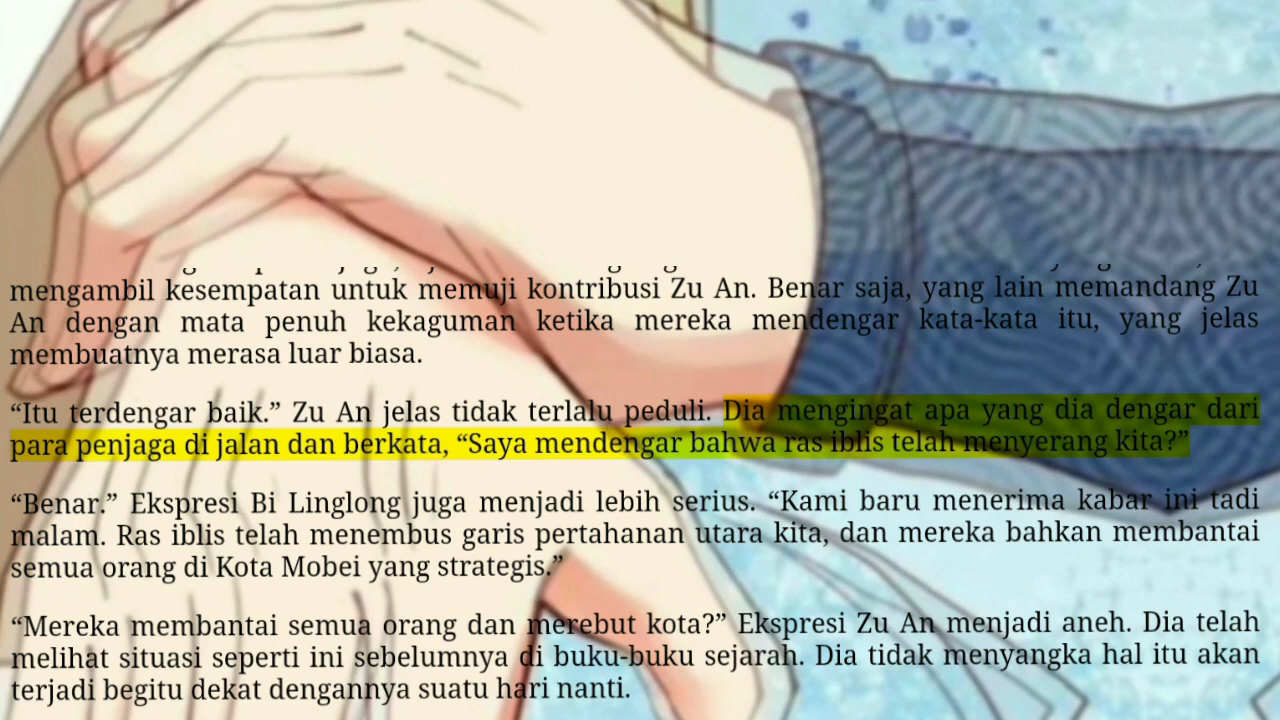 mengambil kesempatan untuk memuji kontribusi Zu An. Benar saja, yang lain memandang Zu
An dengan mata penuh kekaguman ketika mereka mendengar kata-kata itu, yang jelas
membuatnya merasa luar biasa.
“Itu terdengar baik.” Zu An jelas tidak terlalu peduli. Dia mengingat apa yang dia dengar dari
para penjaga di jalan dan berkata, “Saya mendengar bahwa ras iblis telah menyerang kita?”
“Benar.” Ekspresi Bi Linglong juga menjadi lebih serius. “Kami baru menerima kabar ini tadi
malam. Ras iblis telah menembus garis pertahanan utara kita, dan mereka bahkan membantai
semua orang di Kota Mobei yang strategis.”
“Mereka membantai semua orang dan merebut kota?” Ekspresi Zu An menjadi aneh. Dia telah
melihat situasi seperti ini sebelumnya di buku-buku sejarah. Dia tidak menyangka hal itu akan
terjadi begitu dekat dengannya suatu hari nanti.